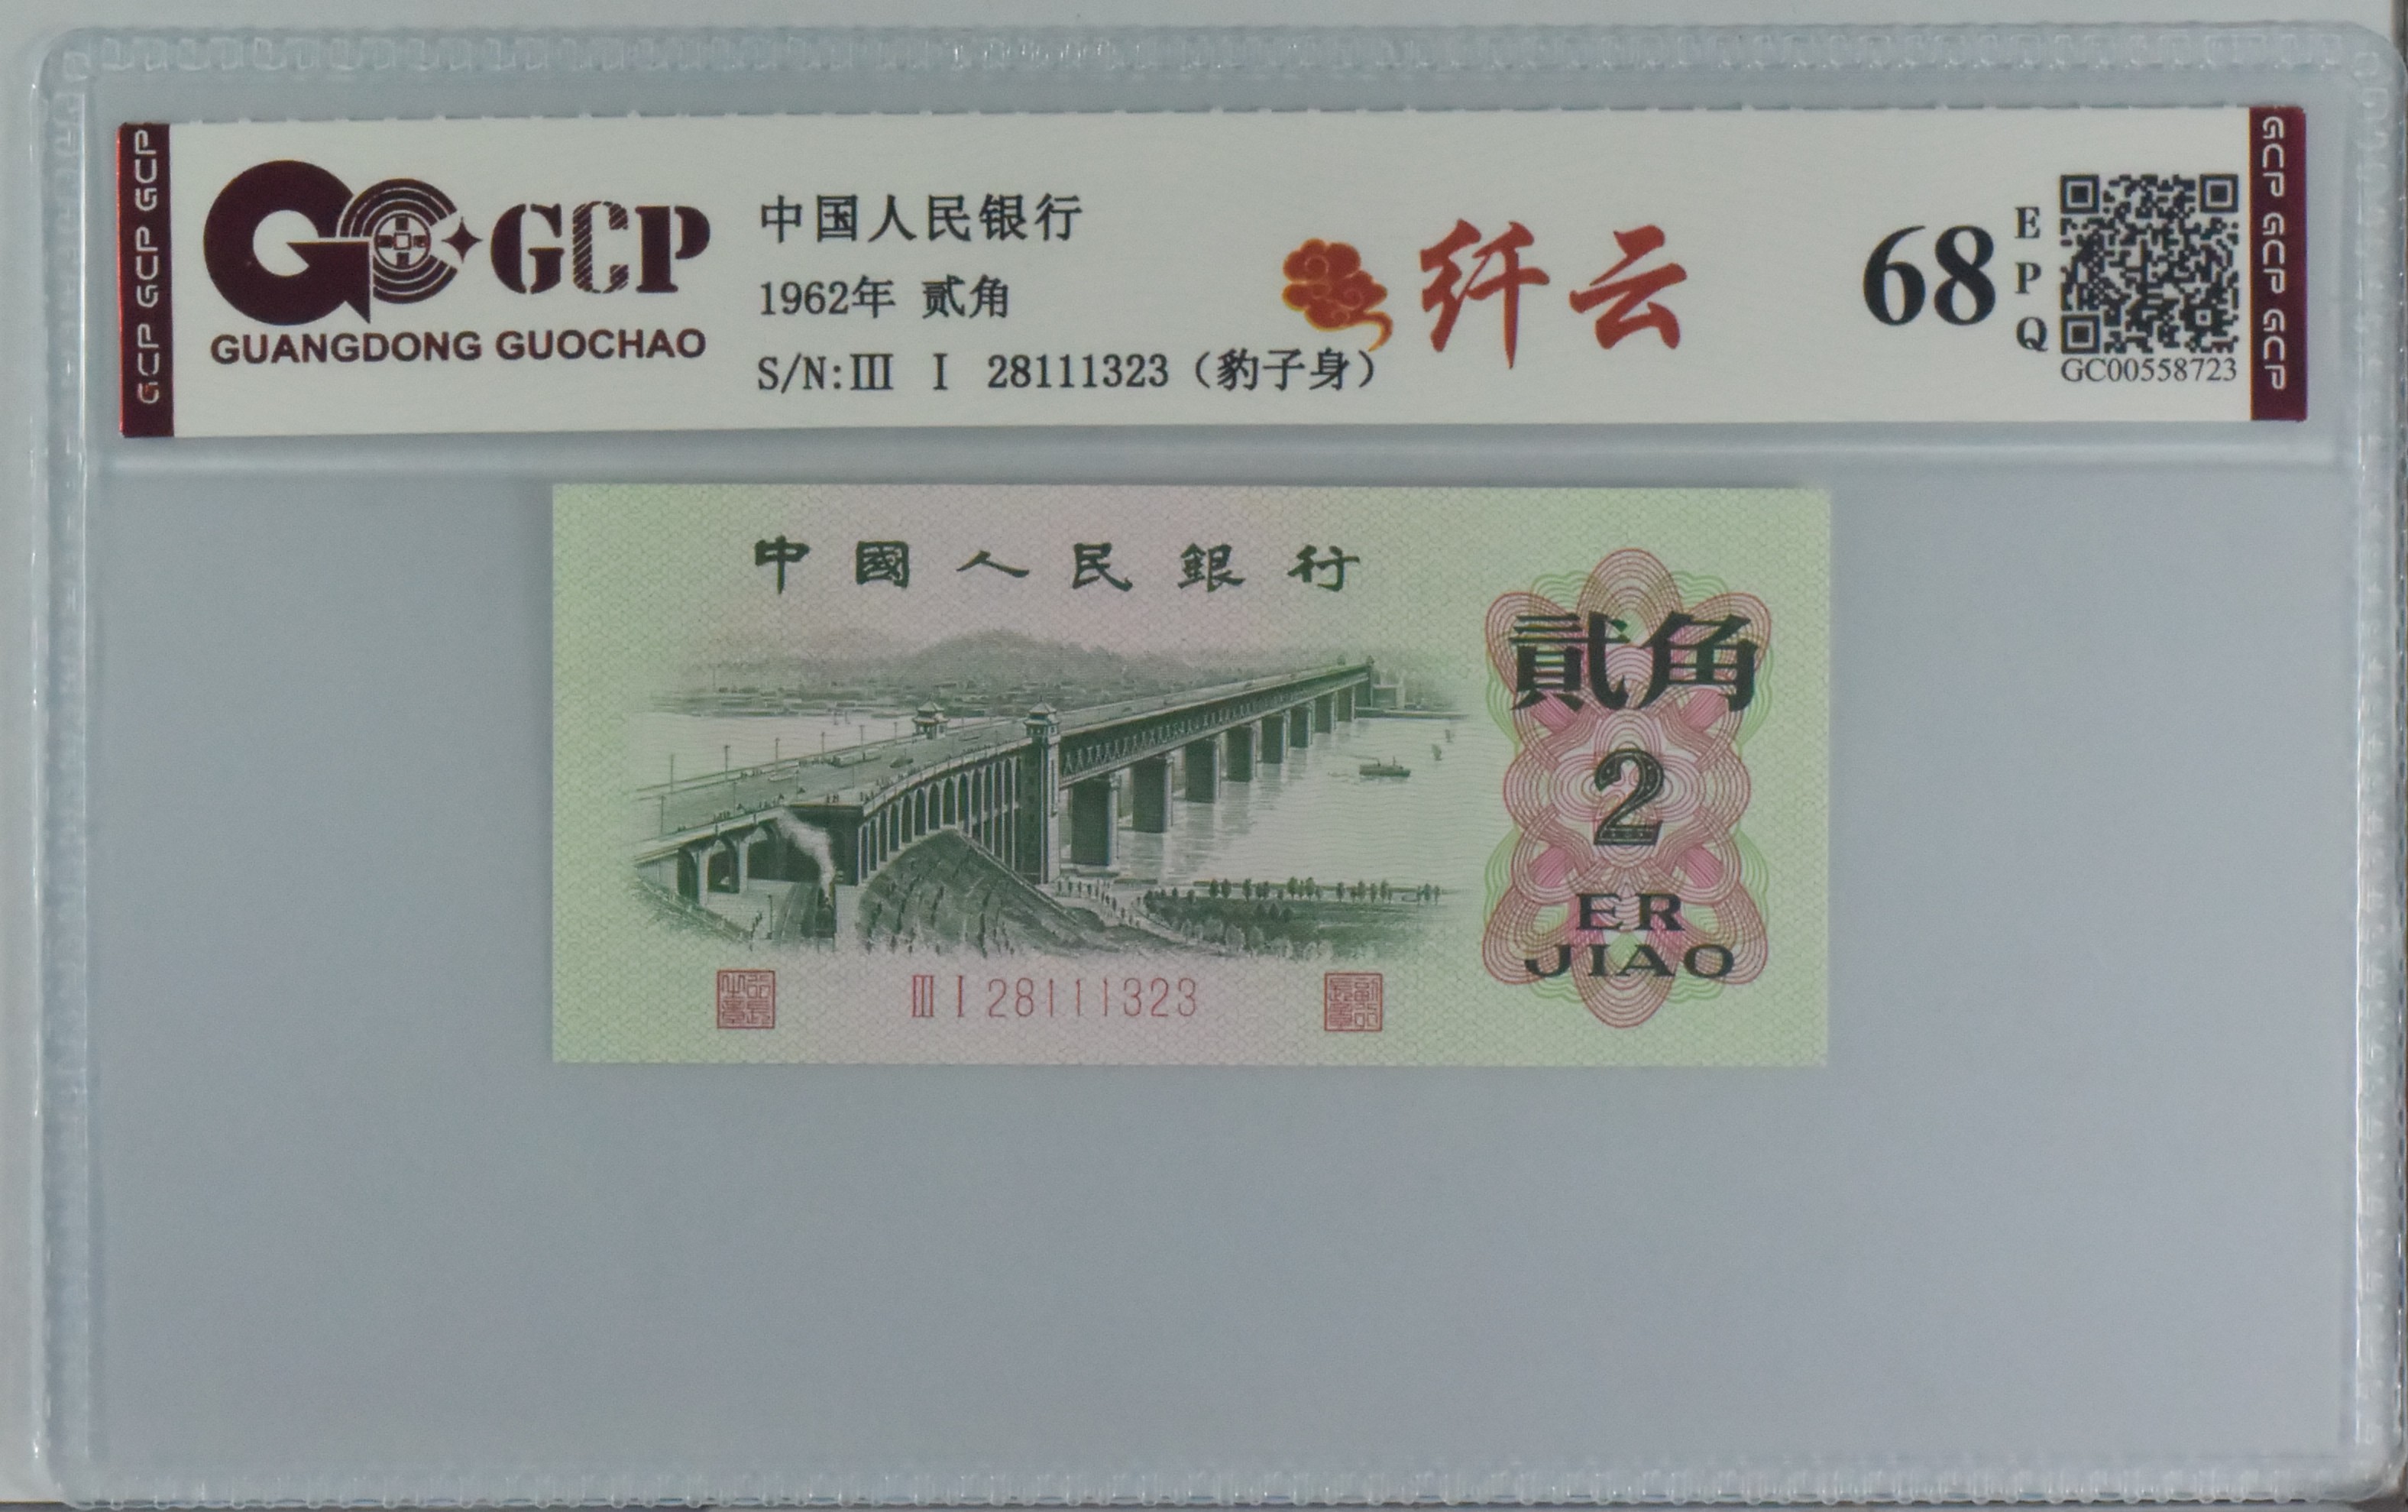 GCP GCP GCP
GCP
GUANGDONG GUOCHAO
中国人民银行
1962年 贰角
S/N:Ⅲ Ⅰ 28111323（豹子身）
纤云
68
EPQ
GC00558723
GCP GCP GCP
中國人民銀行
貳角
2
ER
JIAO
Ⅲ Ⅰ 28111323